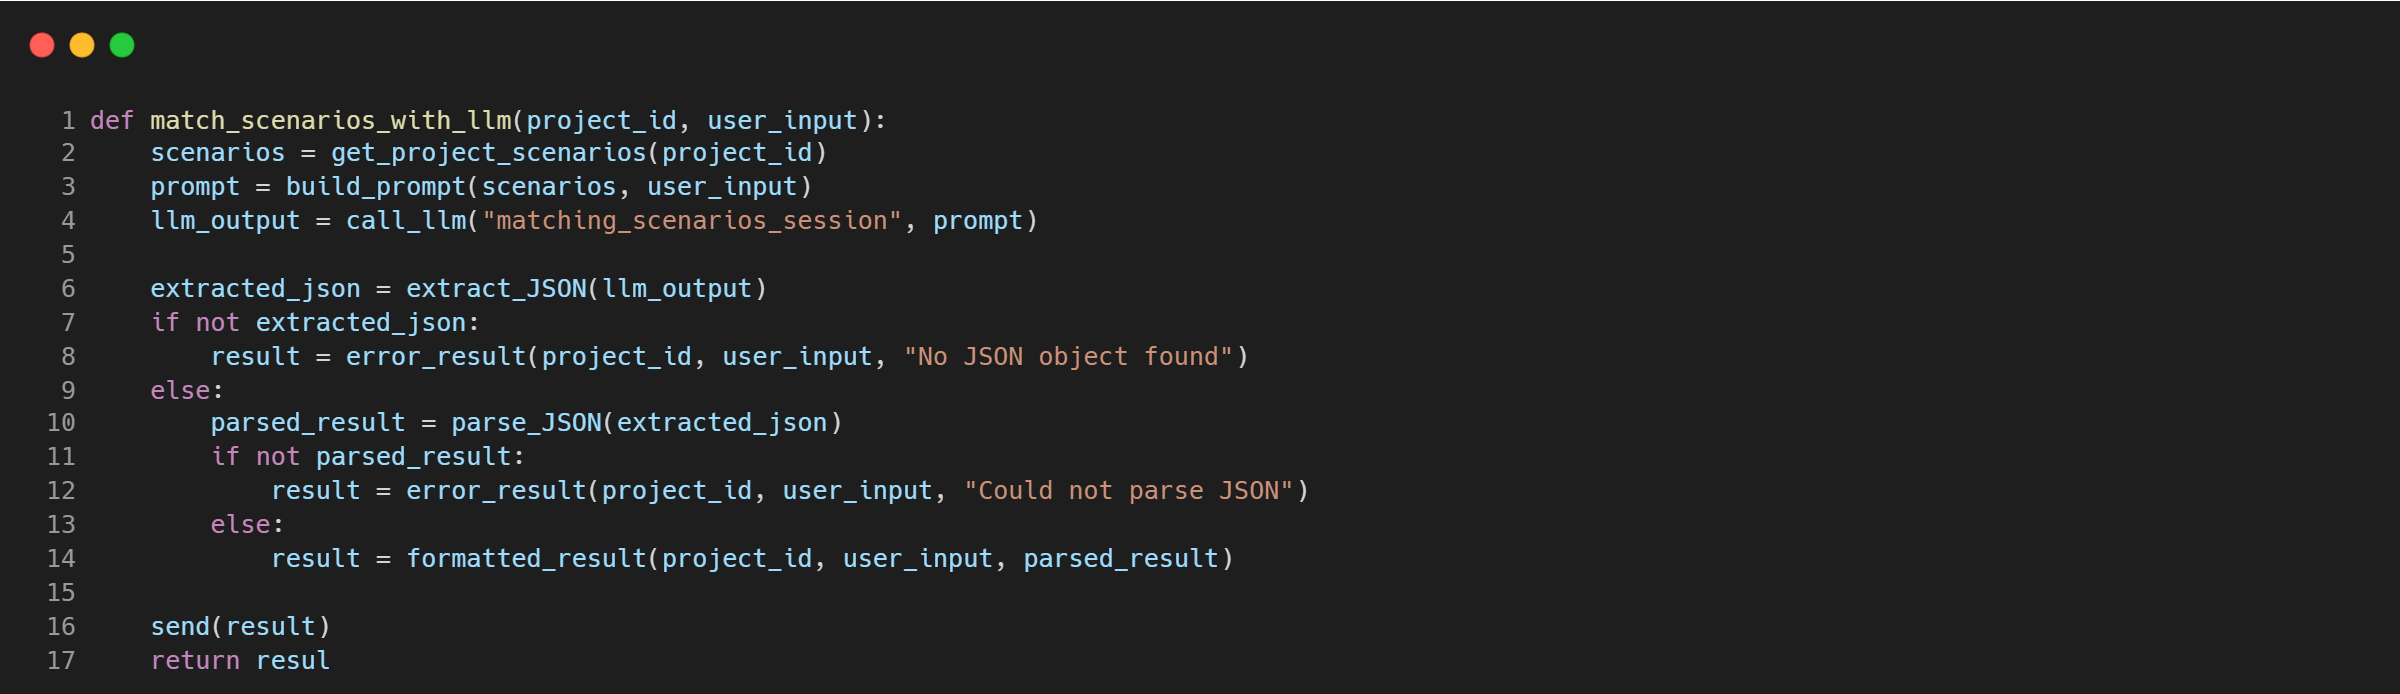 1 def match_scenarios_with_llm(project_id, user_input):
2     scenarios = get_project_scenarios(project_id)
3     prompt = build_prompt(scenarios, user_input)
4     llm_output = call_llm("matching_scenarios_session", prompt)
5
6     extracted_json = extract_JSON(llm_output)
7     if not extracted_json:
8         result = error_result(project_id, user_input, "No JSON object found")
9     else:
10         parsed_result = parse_JSON(extracted_json)
11         if not parsed_result:
12             result = error_result(project_id, user_input, "Could not parse JSON")
13         else:
14             result = formatted_result(project_id, user_input, parsed_result)
15
16     send(result)
17     return resul